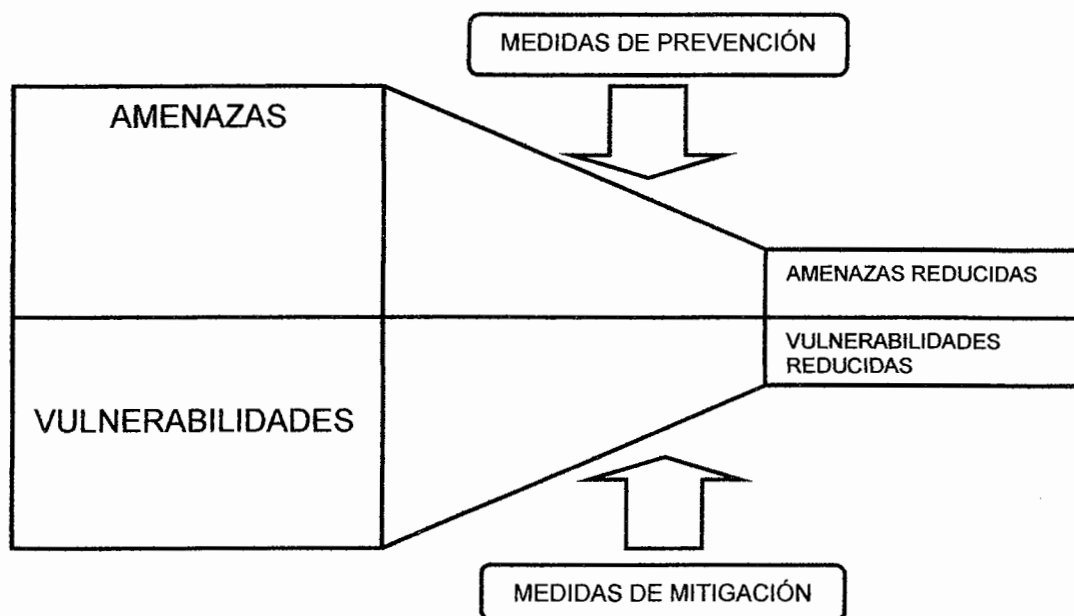 MEDIDAS DE PREVENCIÓN
AMENAZAS
AMENAZAS REDUCIDAS
VULNERABILIDADES
REDUCIDAS
VULNERABILIDADES
MEDIDAS DE MITIGACIÓN